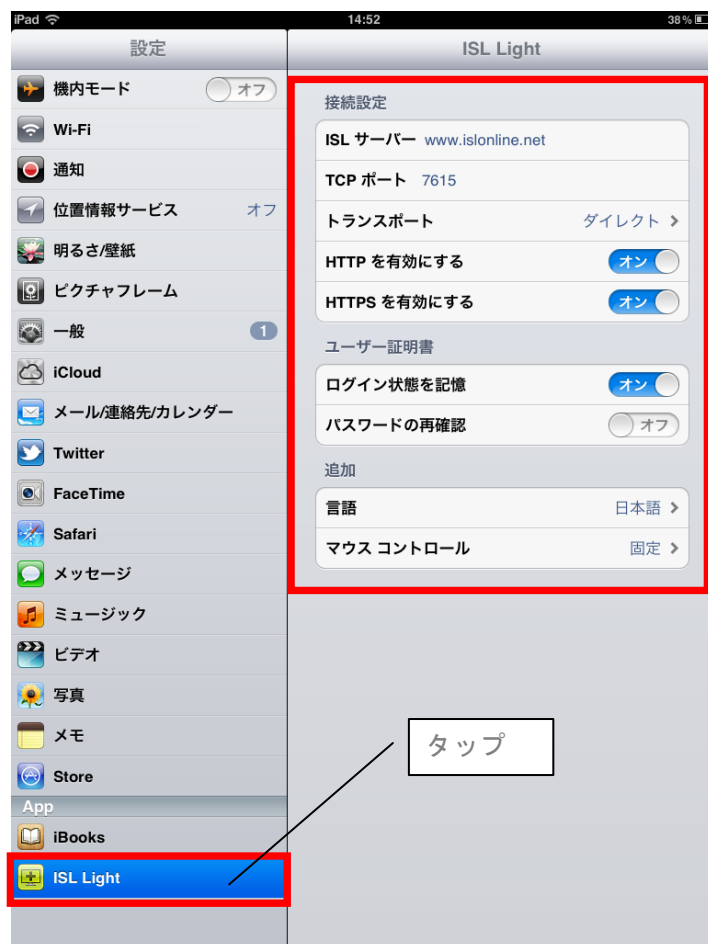 iPad 14:52 38%
設定
機内モード オフ
Wi-Fi
通知
位置情報サービス オフ
明るさ/壁紙
ピクチャフレーム
一般 1
iCloud
メール/連絡先/カレンダー
Twitter
FaceTime
Safari
メッセージ
ミュージック
ビデオ
写真
メモ
Store
App
iBooks
ISL Light
ISL Light
接続設定
ISL サーバー www.islonline.net
TCP ポート 7615
トランスポート ダイレクト
HTTP を有効にする オン
HTTPS を有効にする オン
ユーザー証明書
ログイン状態を記憶 オン
パスワードの再確認 オフ
追加
言語 日本語
マウス コントロール 固定
タップ